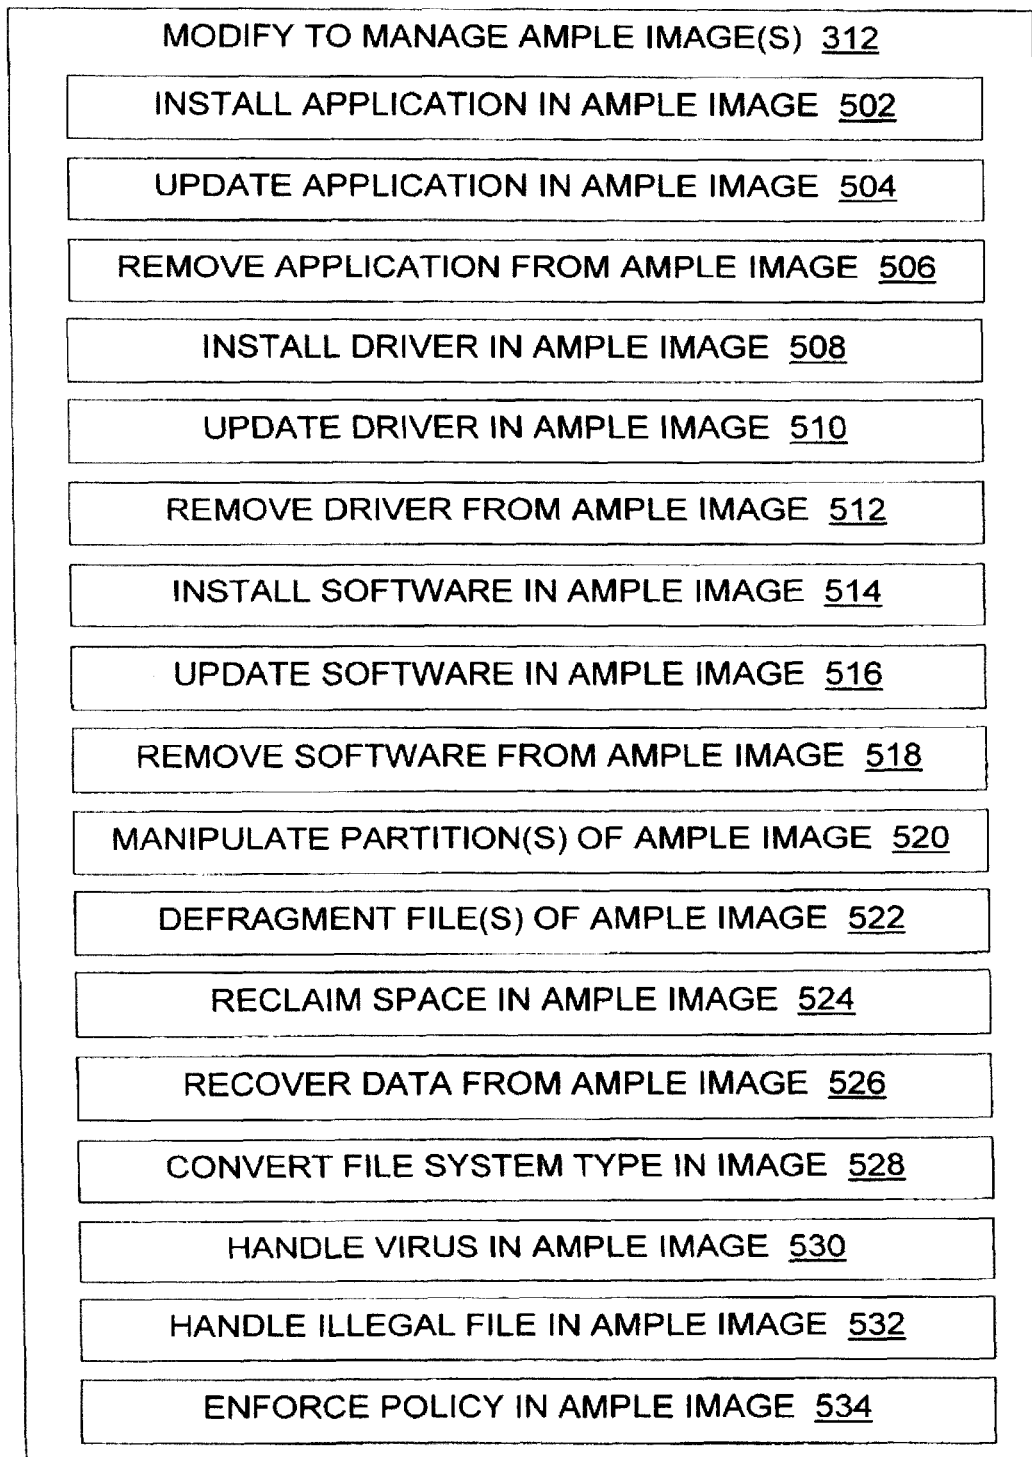 MODIFY TO MANAGE AMPLE IMAGE(S) 312
INSTALL APPLICATION IN AMPLE IMAGE 502
UPDATE APPLICATION IN AMPLE IMAGE 504
REMOVE APPLICATION FROM AMPLE IMAGE 506
INSTALL DRIVER IN AMPLE IMAGE 508
UPDATE DRIVER IN AMPLE IMAGE 510
REMOVE DRIVER FROM AMPLE IMAGE 512
INSTALL SOFTWARE IN AMPLE IMAGE 514
UPDATE SOFTWARE IN AMPLE IMAGE 516
REMOVE SOFTWARE FROM AMPLE IMAGE 518
MANIPULATE PARTITION(S) OF AMPLE IMAGE 520
DEFRAGMENT FILE(S) OF AMPLE IMAGE 522
RECLAIM SPACE IN AMPLE IMAGE 524
RECOVER DATA FROM AMPLE IMAGE 526
CONVERT FILE SYSTEM TYPE IN IMAGE 528
HANDLE VIRUS IN AMPLE IMAGE 530
HANDLE ILLEGAL FILE IN AMPLE IMAGE 532
ENFORCE POLICY IN AMPLE IMAGE 534